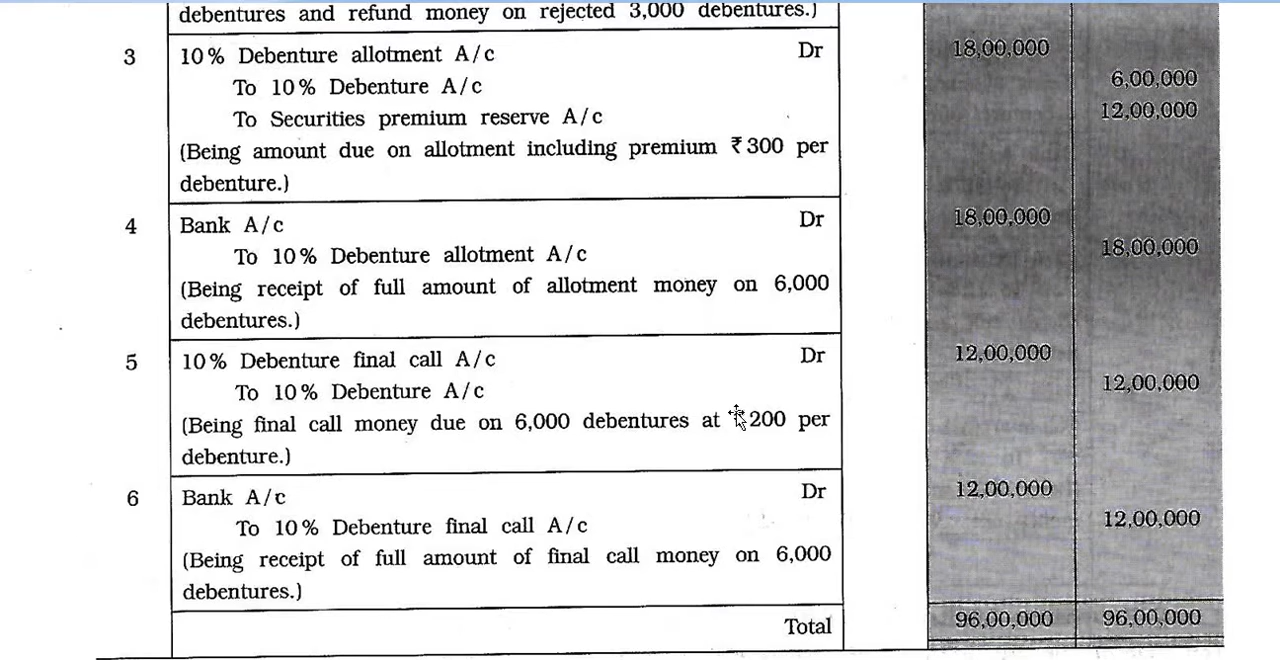 debentures and refund money on rejected 3,000 debentures.)
3 10% Debenture allotment A/c Dr 18,00,000
To 10% Debenture A/c 6,00,000
To Securities premium reserve A/c 12,00,000
(Being amount due on allotment including premium ₹300 per
debenture.)
4 Bank A/c Dr 18,00,000
To 10% Debenture allotment A/c 18,00,000
(Being receipt of full amount of allotment money on 6,000
debentures.)
5 10% Debenture final call A/c Dr 12,00,000
To 10% Debenture A/c 12,00,000
(Being final call money due on 6,000 debentures at ₹200 per
debenture.)
6 Bank A/c Dr 12,00,000
To 10% Debenture final call A/c 12,00,000
(Being receipt of full amount of final call money on 6,000
debentures.)
Total 96,00,000 96,00,000